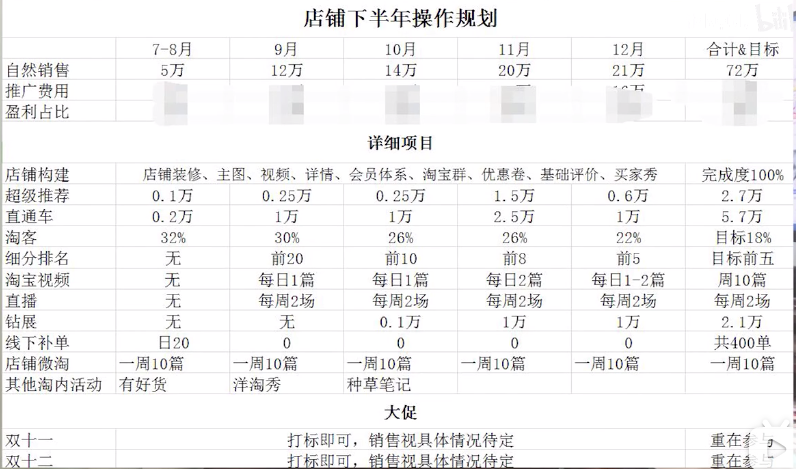 店铺下半年操作规划
7-8月 9月 10月 11月 12月 合计&目标
自然销售 5万 12万 14万 20万 21万 72万
推广费用
盈利占比
详细项目
店铺构建 店铺装修、主图、视频、详情、会员体系、淘宝群、优惠卷、基础评价、买家秀 完成度100%
超级推荐 0.1万 0.25万 0.25万 1.5万 0.6万 2.7万
直通车 0.2万 1万 1万 2.5万 1万 5.7万
淘客 32% 30% 26% 26% 22% 目标18%
细分排名 无 前20 前10 前8 前5 目标前五
淘宝视频 无 每日1篇 每日1篇 每日2篇 每日1-2篇 周10篇
直播 无 每周2场 每周2场 每周2场 每周2场 每周2场
钻展 无 无 0.1万 1万 1万 2.1万
线下补单 日20 0 0 0 0 共400单
店铺微淘 一周10篇 一周10篇 一周10篇 一周10篇 一周10篇 一周10篇
其他淘内活动 有好货 洋淘秀 种草笔记
大促
双十一 打标即可，销售视具体情况待定 重在参与
双十二 打标即可，销售视具体情况待定 重在参与